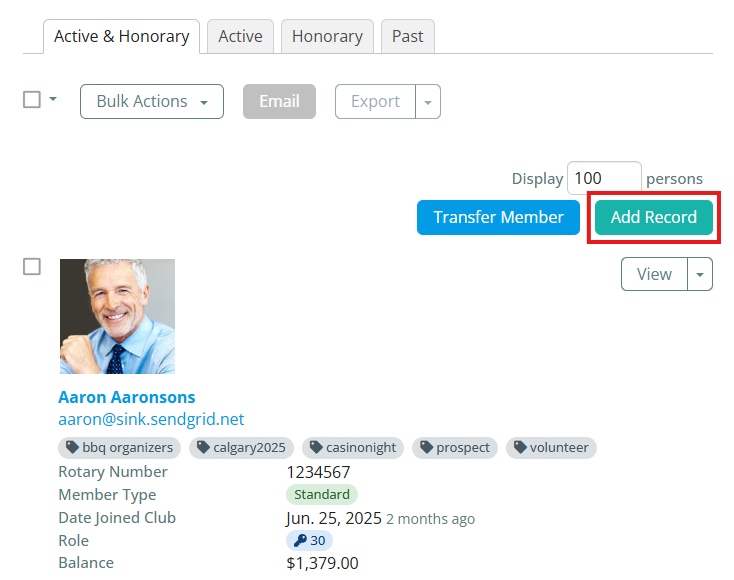 Active & Honorary Active Honorary Past
Bulk Actions Email Export
Display 100 persons
Transfer Member Add Record
View
Aaron Aaronsons
aaron@sink.sendgrid.net
bbq organizers calgary2025 casinonight prospect volunteer
Rotary Number 1234567
Member Type Standard
Date Joined Club Jun. 25, 2025 2 months ago
Role 30
Balance $1,379.00